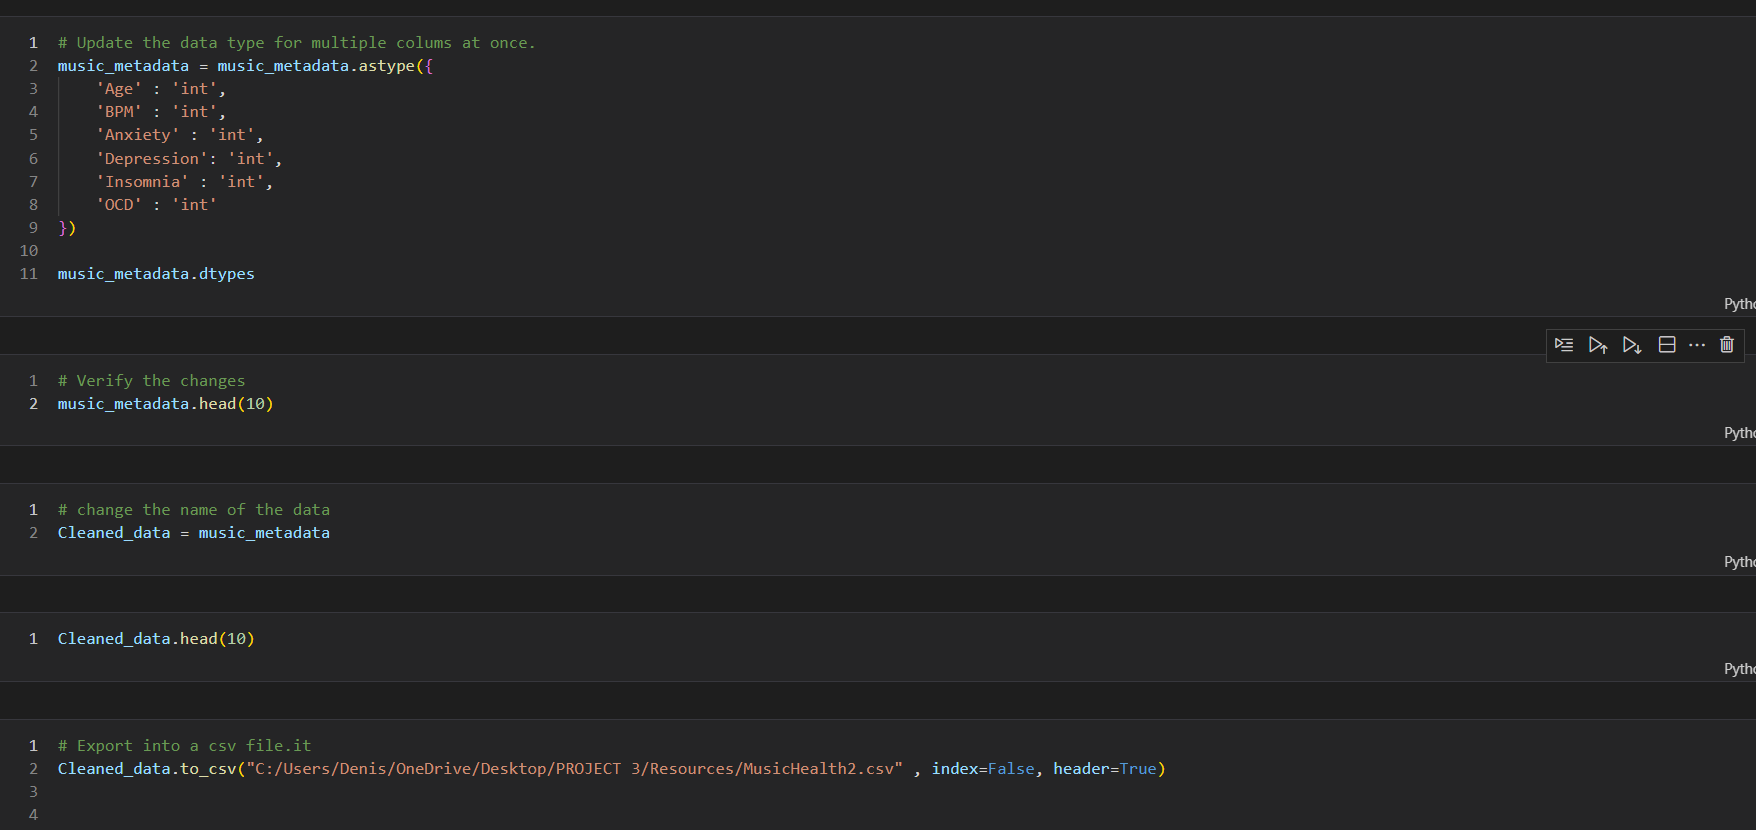 1 # Update the data type for multiple colums at once.
2 music_metadata = music_metadata.astype({
3     'Age' : 'int',
4     'BPM' : 'int',
5     'Anxiety' : 'int',
6     'Depression': 'int',
7     'Insomnia' : 'int',
8     'OCD' : 'int'
9 })
10
11 music_metadata.dtypes
Pytho
1 # Verify the changes
2 music_metadata.head(10)
Pytho
1 # change the name of the data
2 Cleaned_data = music_metadata
Pytho
1 Cleaned_data.head(10)
Pytho
1 # Export into a csv file.it
2 Cleaned_data.to_csv("C:/Users/Denis/OneDrive/Desktop/PROJECT 3/Resources/MusicHealth2.csv" , index=False, header=True)
3
4